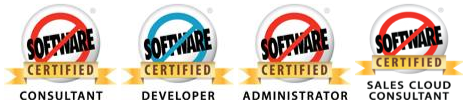 SOFTWARE
CERTIFIED
CONSULTANT
SOFTWARE
CERTIFIED
DEVELOPER
SOFTWARE
CERTIFIED
ADMINISTRATOR
SOFTWARE
CERTIFIED
SALES CLOUD
CONSULTANT